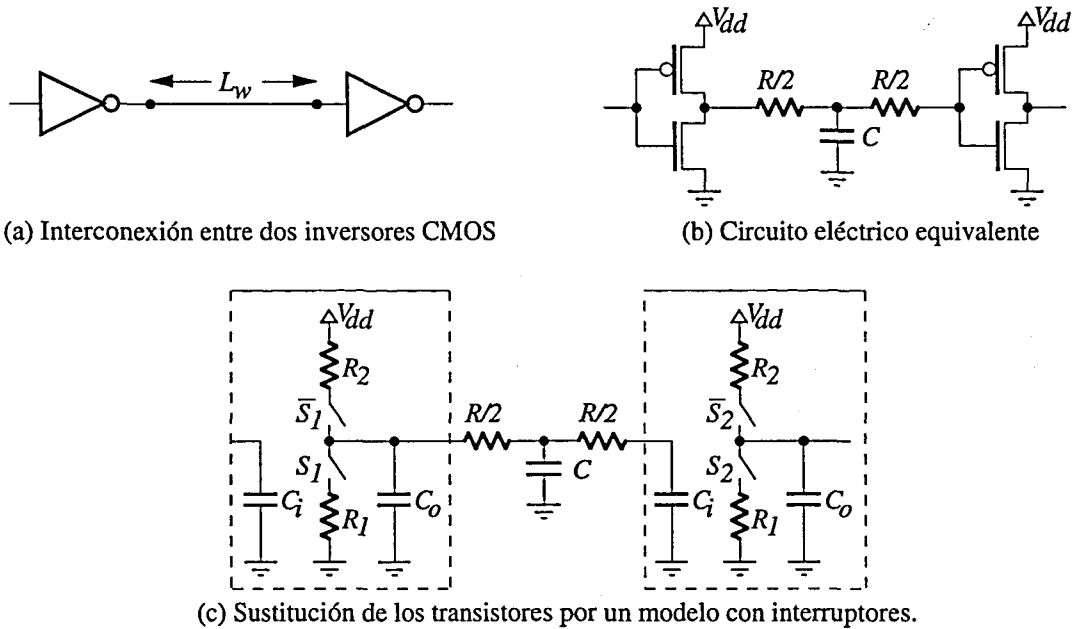 V_dd V_dd
L_w
R/2 R/2
C
(a) Interconexión entre dos inversores CMOS
(b) Circuito eléctrico equivalente
V_dd V_dd
R_2 R_2
S̅_1 R/2 R/2 S̅_2
S_1 C S_2
C_i R_1 C_o C_i R_1 C_o
(c) Sustitución de los transistores por un modelo con interruptores.